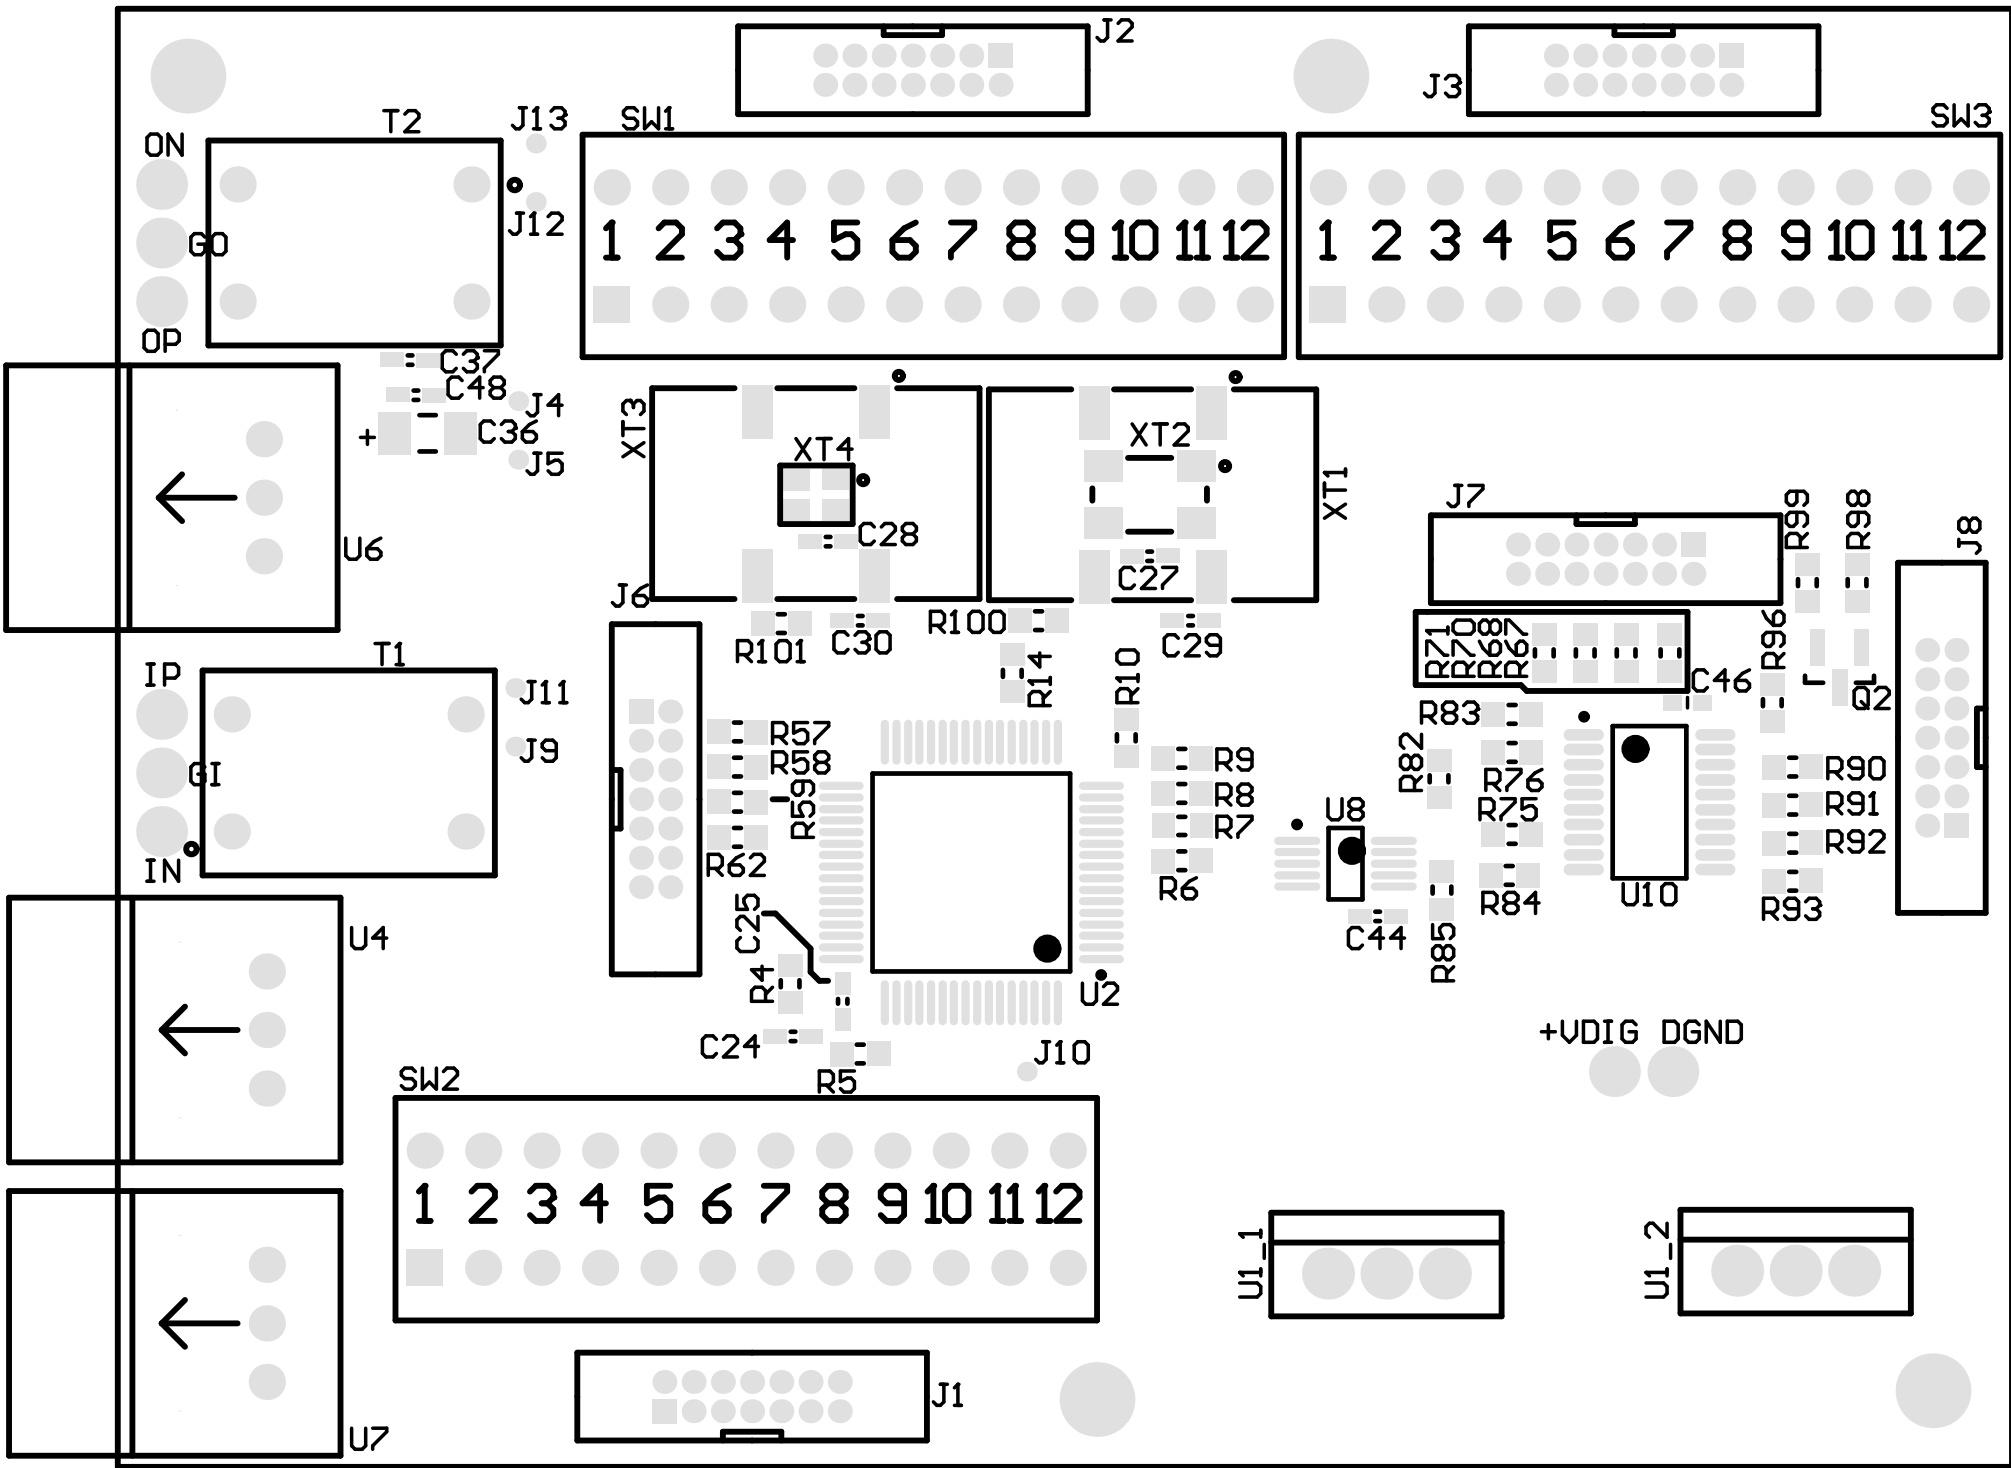 J2
J3
T2
J13
SW1
SW3
ON
J12
GO
1 2 3 4 5 6 7 8 9 10 11 12
1 2 3 4 5 6 7 8 9 10 11 12
OP
C37
C48
J4
+
C36
XT3
XT4
XT2
J5
XT1
J7
R99
R98
J8
U6
C28
C27
J6
R101
C30
R100
C29
R71
R70
R68
R67
R96
T1
IP
J11
R14
R10
C46
Q2
R83
R57
J9
R58
R9
R82
R76
R90
GI
R59
R8
U8
R75
R91
R7
R92
IN
R62
R6
R84
U10
R93
U4
C25
C44
R85
R4
U2
+VDIG DGND
C24
J10
SW2
R5
1 2 3 4 5 6 7 8 9 10 11 12
U1_1
U1_2
J1
U7